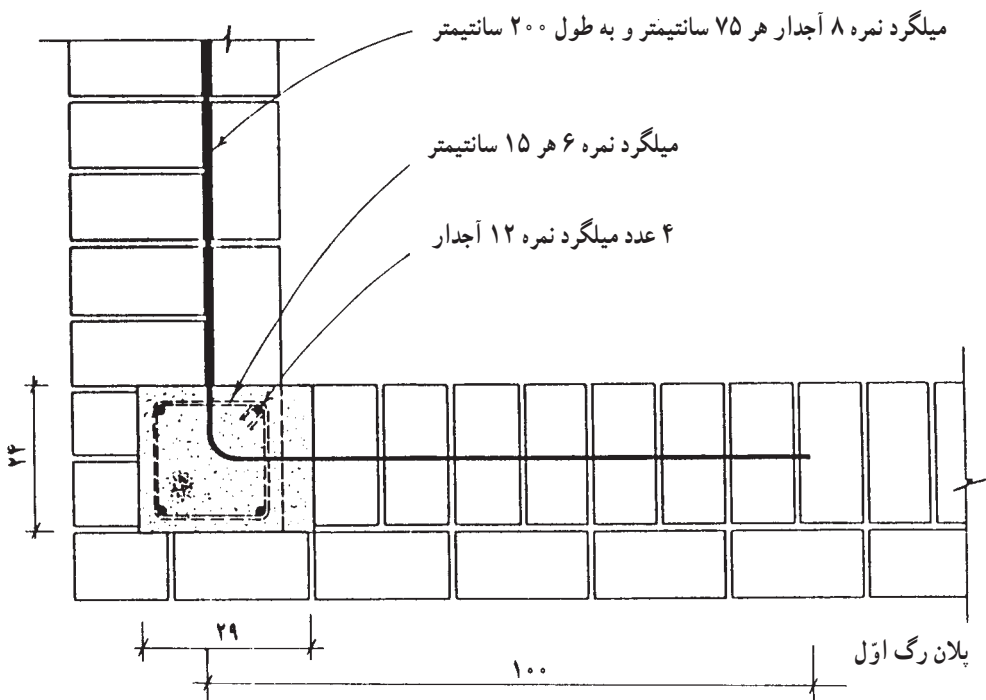 میلگرد نمره ۸ آجدار هر ۷۵ سانتیمتر و به طول ۲۰۰ سانتیمتر
میلگرد نمره ۶ هر ۱۵ سانتیمتر
۴ عدد میلگرد نمره ۱۲ آجدار
۲۴
۲۹
پلان رگ اوّل
۱۰۰